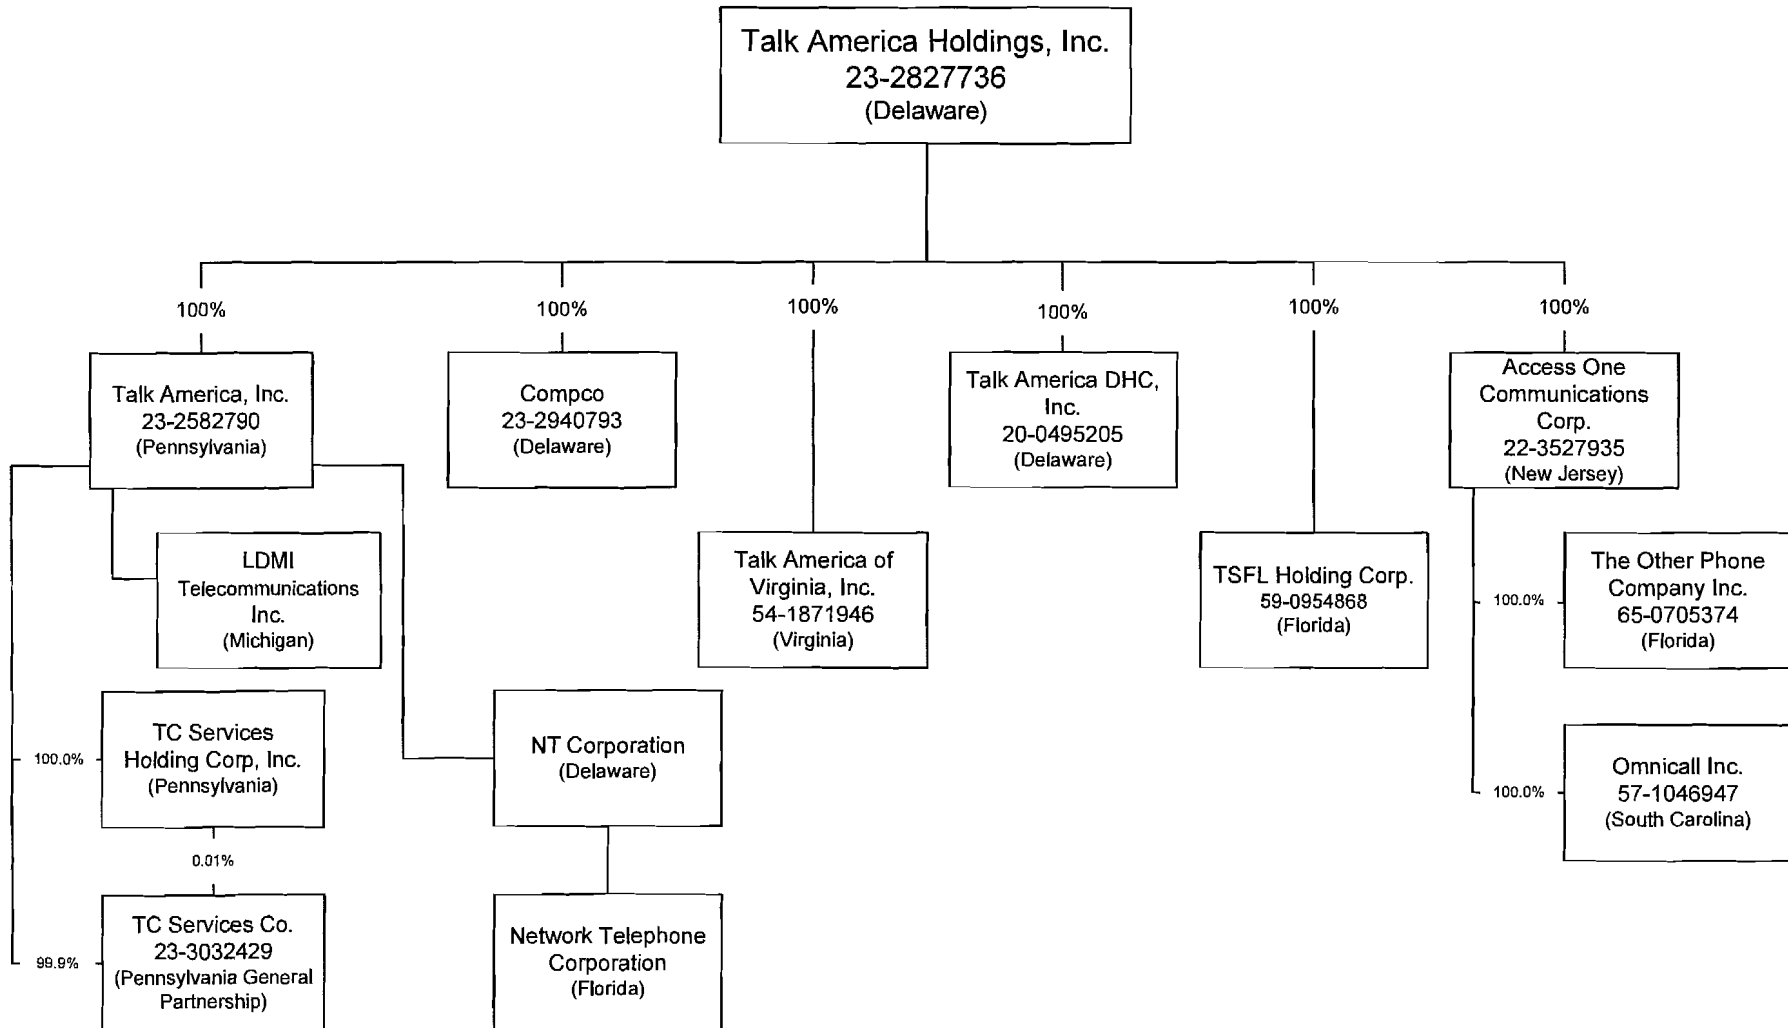 Talk America Holdings, Inc.
23-2827736
(Delaware)
100%
100%
100%
100%
100%
100%
Talk America, Inc.
23-2582790
(Pennsylvania)
Compco
23-2940793
(Delaware)
Talk America DHC,
Inc.
20-0495205
(Delaware)
Access One
Communications
Corp.
22-3527935
(New Jersey)
LDMI
Telecommunications
Inc.
(Michigan)
Talk America of
Virginia, Inc.
54-1871946
(Virginia)
TSFL Holding Corp.
59-0954868
(Florida)
100.0%
The Other Phone
Company Inc.
65-0705374
(Florida)
100.0%
TC Services
Holding Corp, Inc.
(Pennsylvania)
NT Corporation
(Delaware)
100.0%
Omnicall Inc.
57-1046947
(South Carolina)
0.01%
99.9%
TC Services Co.
23-3032429
(Pennsylvania General
Partnership)
Network Telephone
Corporation
(Florida)